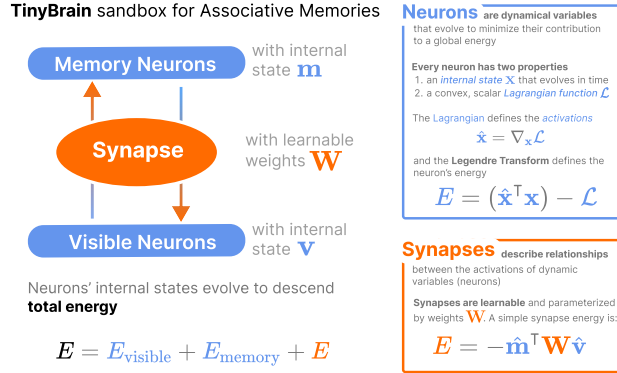 TinyBrain sandbox for Associative Memories
Memory Neurons
with internal
state m
Synapse
with learnable
weights W
Visible Neurons
with internal
state v
Neurons' internal states evolve to descend
total energy
E = E_visible + E_memory + E
Neurons are dynamical variables
that evolve to minimize their contribution
to a global energy
Every neuron has two properties
1. an internal state x that evolves in time
2. a convex, scalar Lagrangian function ℒ
The Lagrangian defines the activations
x̂ = ∇ₓℒ
and the Legendre Transform defines the
neuron's energy
E = (x̂ᵀx) − ℒ
Synapses describe relationships
between the activations of dynamic
variables (neurons)
Synapses are learnable and parameterized
by weights W. A simple synapse energy is:
E = −m̂ᵀWv̂